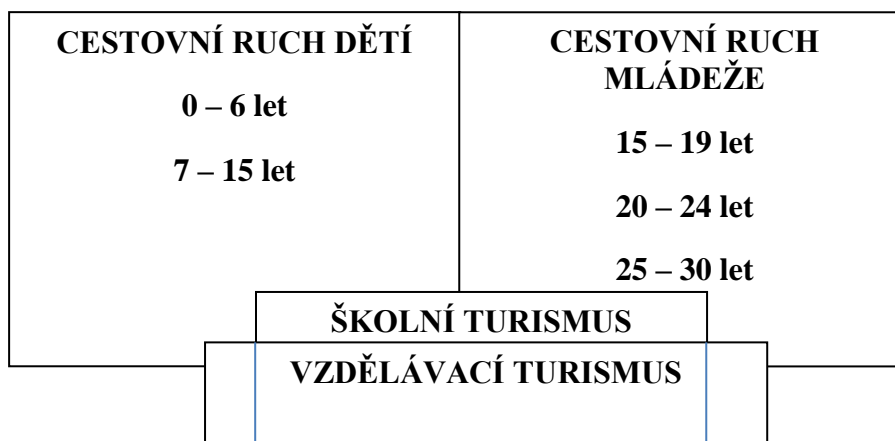 CESTOVNÍ RUCH DĚTÍ
0 – 6 let
7 – 15 let
CESTOVNÍ RUCH
MLÁDEŽE
15 – 19 let
20 – 24 let
25 – 30 let
ŠKOLNÍ TURISMUS
VZDĚLÁVACÍ TURISMUS